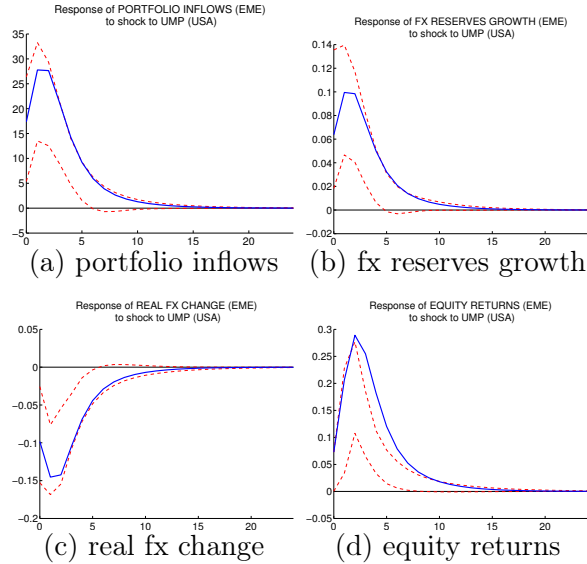 Response of PORTFOLIO INFLOWS (EME)
to shock to UMP (USA)
35
30
25
20
15
10
5
0
−5
0 5 10 15 20
(a) portfolio inflows
Response of FX RESERVES GROWTH (EME)
to shock to UMP (USA)
0.14
0.12
0.1
0.08
0.06
0.04
0.02
0
−0.02
0 5 10 15 20
(b) fx reserves growth
Response of REAL FX CHANGE (EME)
to shock to UMP (USA)
0.05
0
−0.05
−0.1
−0.15
−0.2
0 5 10 15 20
(c) real fx change
Response of EQUITY RETURNS (EME)
to shock to UMP (USA)
0.3
0.25
0.2
0.15
0.1
0.05
0
−0.05
0 5 10 15 20
(d) equity returns